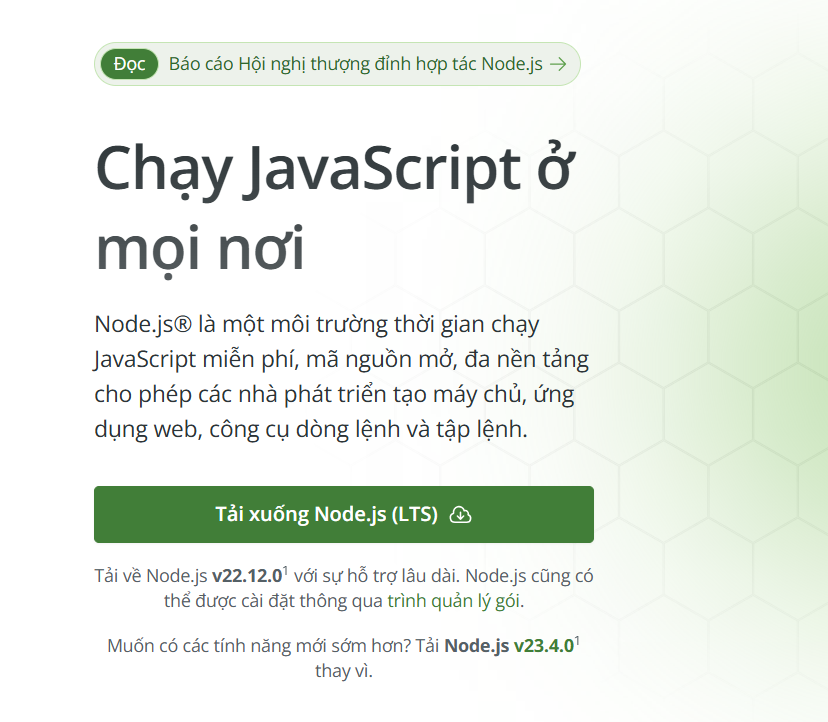 Đọc Báo cáo Hội nghị thượng đỉnh hợp tác Node.js →
Chạy JavaScript ở
mọi nơi
Node.js® là một môi trường thời gian chạy
JavaScript miễn phí, mã nguồn mở, đa nền tảng
cho phép các nhà phát triển tạo máy chủ, ứng
dụng web, công cụ dòng lệnh và tập lệnh.
Tải xuống Node.js (LTS)
Tải về Node.js v22.12.0¹ với sự hỗ trợ lâu dài. Node.js cũng có
thể được cài đặt thông qua trình quản lý gói.
Muốn có các tính năng mới sớm hơn? Tải Node.js v23.4.0¹
thay vì.